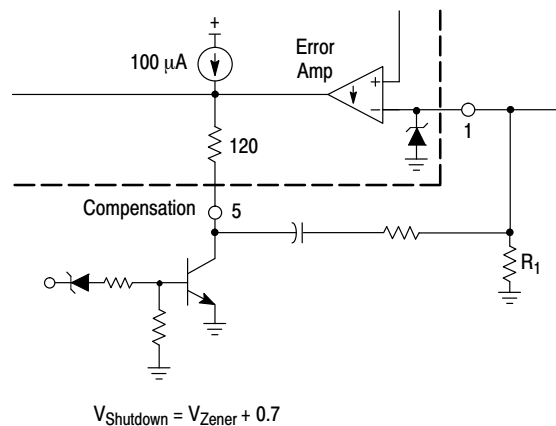 +
Error
Amp
100 µA
+
−
1
120
Compensation
5
R1
VShutdown = VZener + 0.7